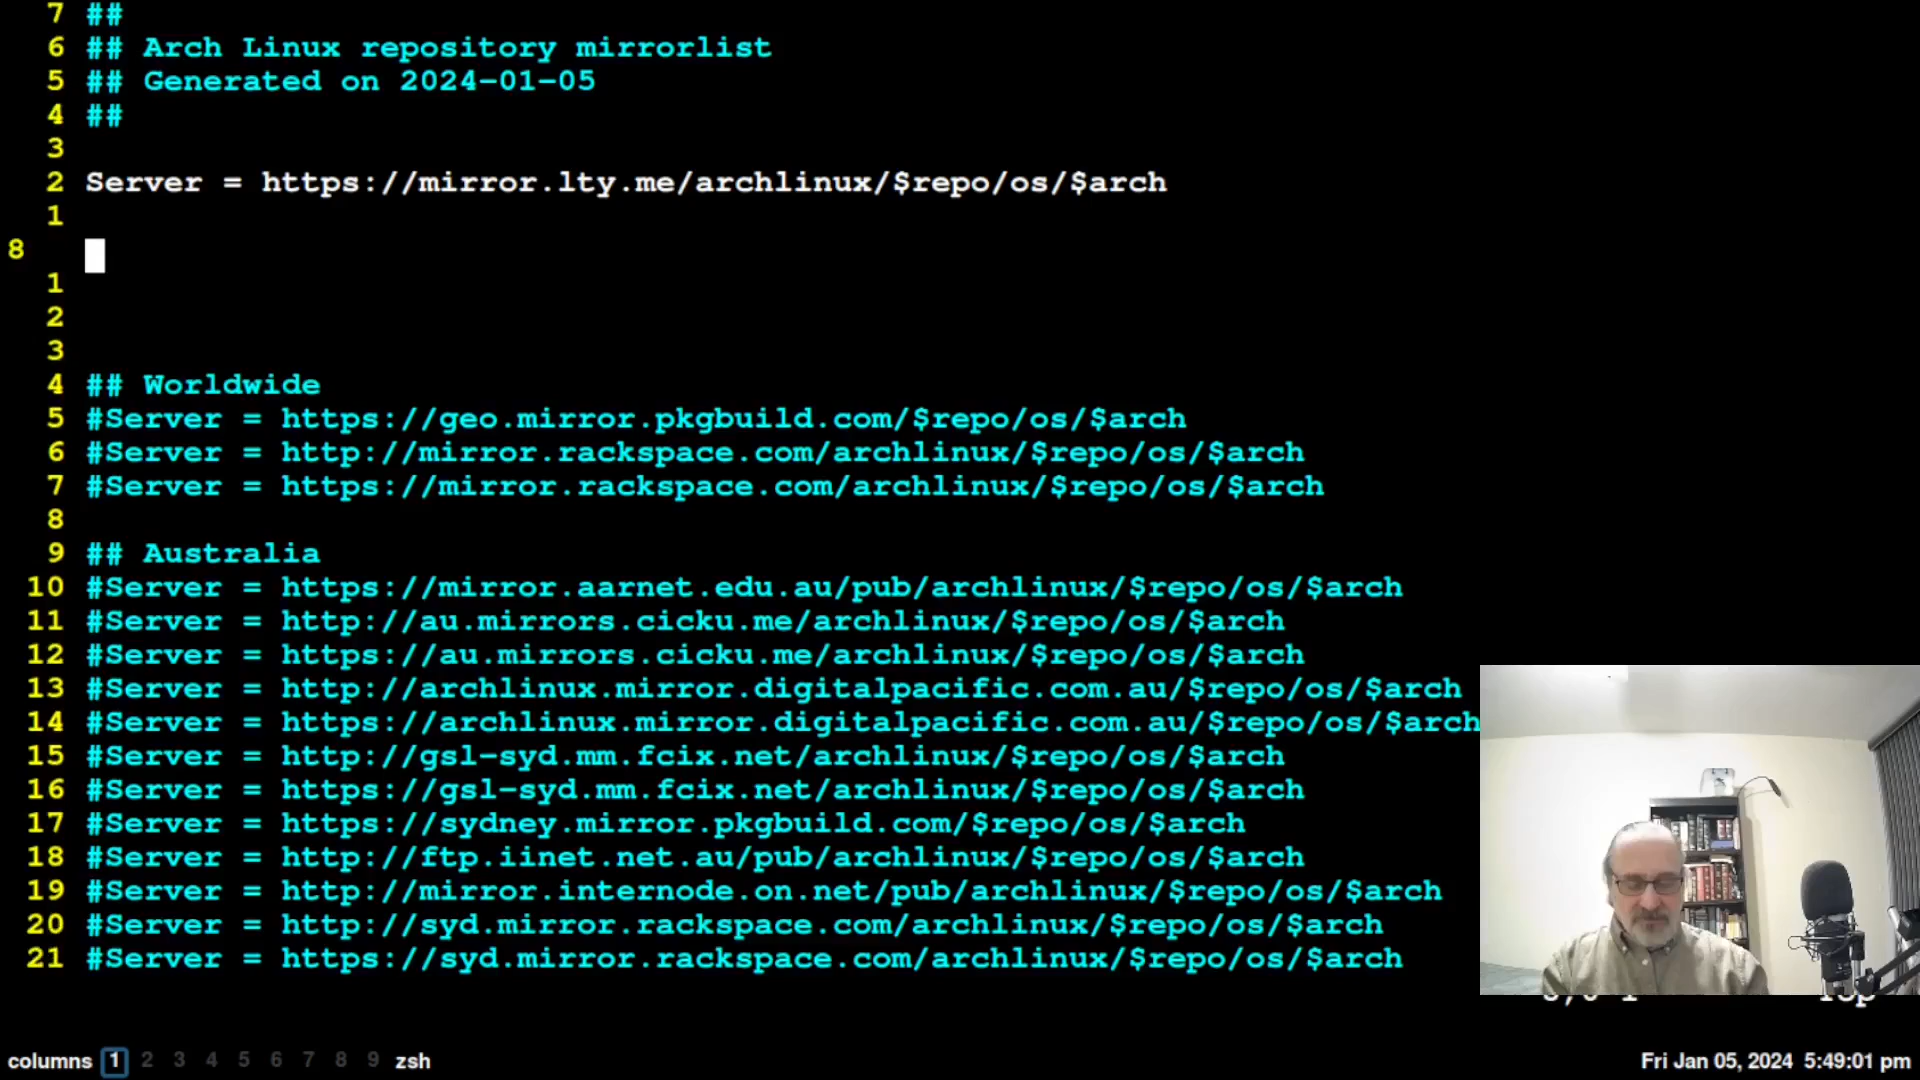 7 ##
6 ## Arch Linux repository mirrorlist
5 ## Generated on 2024-01-05
4 ##
3
2 Server = https://mirror.lty.me/archlinux/$repo/os/$arch
1
8
1
2
3
4 ## Worldwide
5 #Server = https://geo.mirror.pkgbuild.com/$repo/os/$arch
6 #Server = http://mirror.rackspace.com/archlinux/$repo/os/$arch
7 #Server = https://mirror.rackspace.com/archlinux/$repo/os/$arch
8
9 ## Australia
10 #Server = https://mirror.aarnet.edu.au/pub/archlinux/$repo/os/$arch
11 #Server = http://au.mirrors.cicku.me/archlinux/$repo/os/$arch
12 #Server = https://au.mirrors.cicku.me/archlinux/$repo/os/$arch
13 #Server = http://archlinux.mirror.digitalpacific.com.au/$repo/os/$arch
14 #Server = https://archlinux.mirror.digitalpacific.com.au/$repo/os/$arch
15 #Server = http://gsl-syd.mm.fcix.net/archlinux/$repo/os/$arch
16 #Server = https://gsl-syd.mm.fcix.net/archlinux/$repo/os/$arch
17 #Server = https://sydney.mirror.pkgbuild.com/$repo/os/$arch
18 #Server = http://ftp.iinet.net.au/pub/archlinux/$repo/os/$arch
19 #Server = http://mirror.internode.on.net/pub/archlinux/$repo/os/$arch
20 #Server = http://syd.mirror.rackspace.com/archlinux/$repo/os/$arch
21 #Server = https://syd.mirror.rackspace.com/archlinux/$repo/os/$arch
columns 1 2 3 4 5 6 7 8 9 zsh
Fri Jan 05, 2024 5:49:01 pm